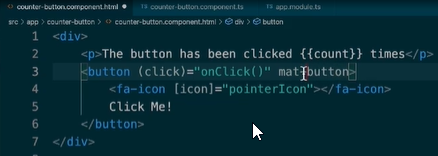 counter-button.component.html counter-button.component.ts app.module.ts
src > app > counter-button > counter-button.component.html > div > button
1 <div>
2 <p>The button has been clicked {{count}} times</p>
3 <button (click)="onClick()" mat-button>
4 <fa-icon [icon]="pointerIcon"></fa-icon>
5 Click Me!
6 </button>
7 </div>